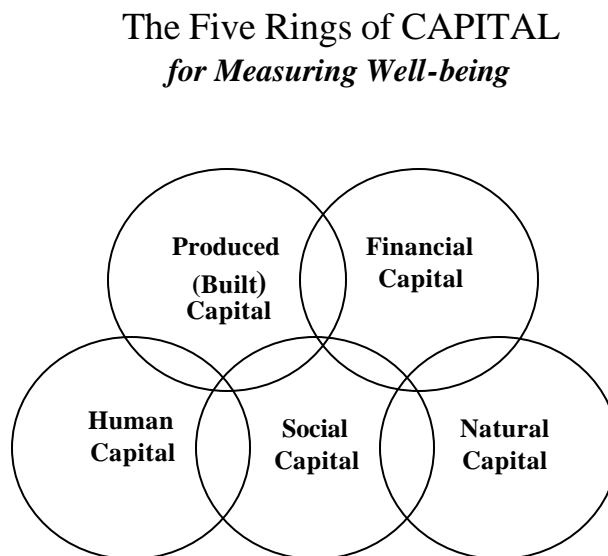 The Five Rings of CAPITAL
for Measuring Well-being
Produced
(Built)
Capital
Financial
Capital
Human
Capital
Social
Capital
Natural
Capital